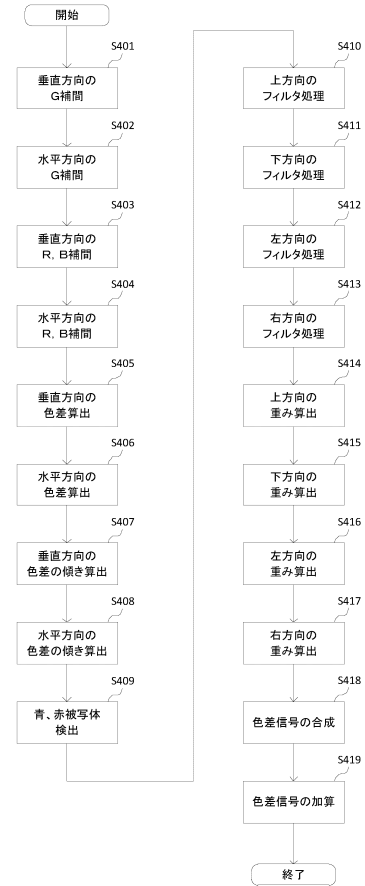 開始
S401
垂直方向の
G補間
S402
水平方向の
G補間
S403
垂直方向の
R, B補間
S404
水平方向の
R, B補間
S405
垂直方向の
色差算出
S406
水平方向の
色差算出
S407
垂直方向の
色差の傾き算出
S408
水平方向の
色差の傾き算出
S409
青、赤被写体
検出
S410
上方向の
フィルタ処理
S411
下方向の
フィルタ処理
S412
左方向の
フィルタ処理
S413
右方向の
フィルタ処理
S414
上方向の
重み算出
S415
下方向の
重み算出
S416
左方向の
重み算出
S417
右方向の
重み算出
S418
色差信号の合成
S419
色差信号の加算
終了